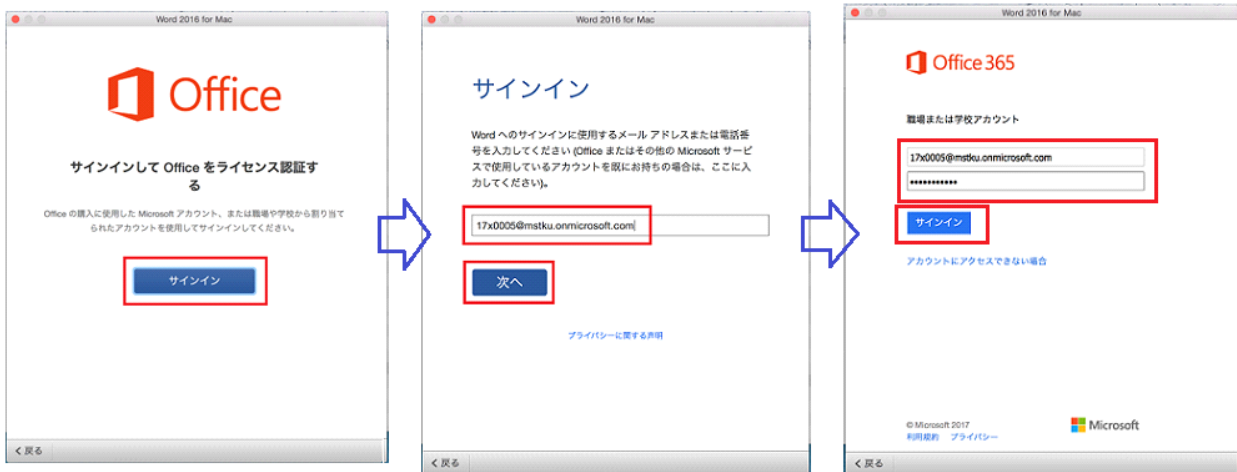 Word 2016 for Mac
Office
サインインして Office をライセンス認証す
る
Office の購入に使用した Microsoft アカウント、または職場や学校から割り当て
られたアカウントを使用してサインインしてください。
サインイン
戻る
Word 2016 for Mac
サインイン
Word へのサインインに使用するメール アドレスまたは電話番
号を入力してください (Office またはその他の Microsoft サービ
スで使用しているアカウントを既にお持ちの場合は、ここに入
力してください)。
17x0005@mstku.onmicrosoft.com
次へ
プライバシーに関する声明
戻る
Word 2016 for Mac
Office 365
職場または学校アカウント
17x0005@mstku.onmicrosoft.com
•••••••••••
サインイン
アカウントにアクセスできない場合
© Microsoft 2017
利用規約 プライバシー
Microsoft
戻る